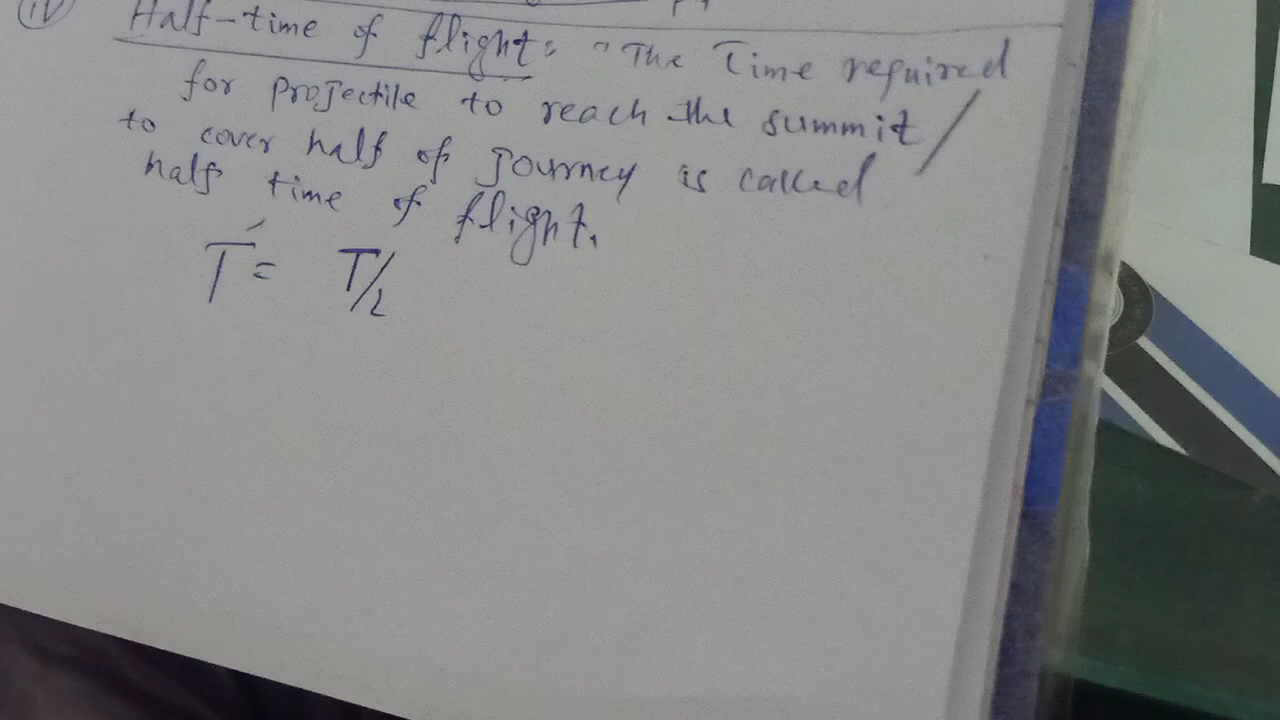 (iv) Half-time of flight: "The Time required
for projectile to reach the summit/
to cover half of journey is called
half time of flight.
T' = T/2